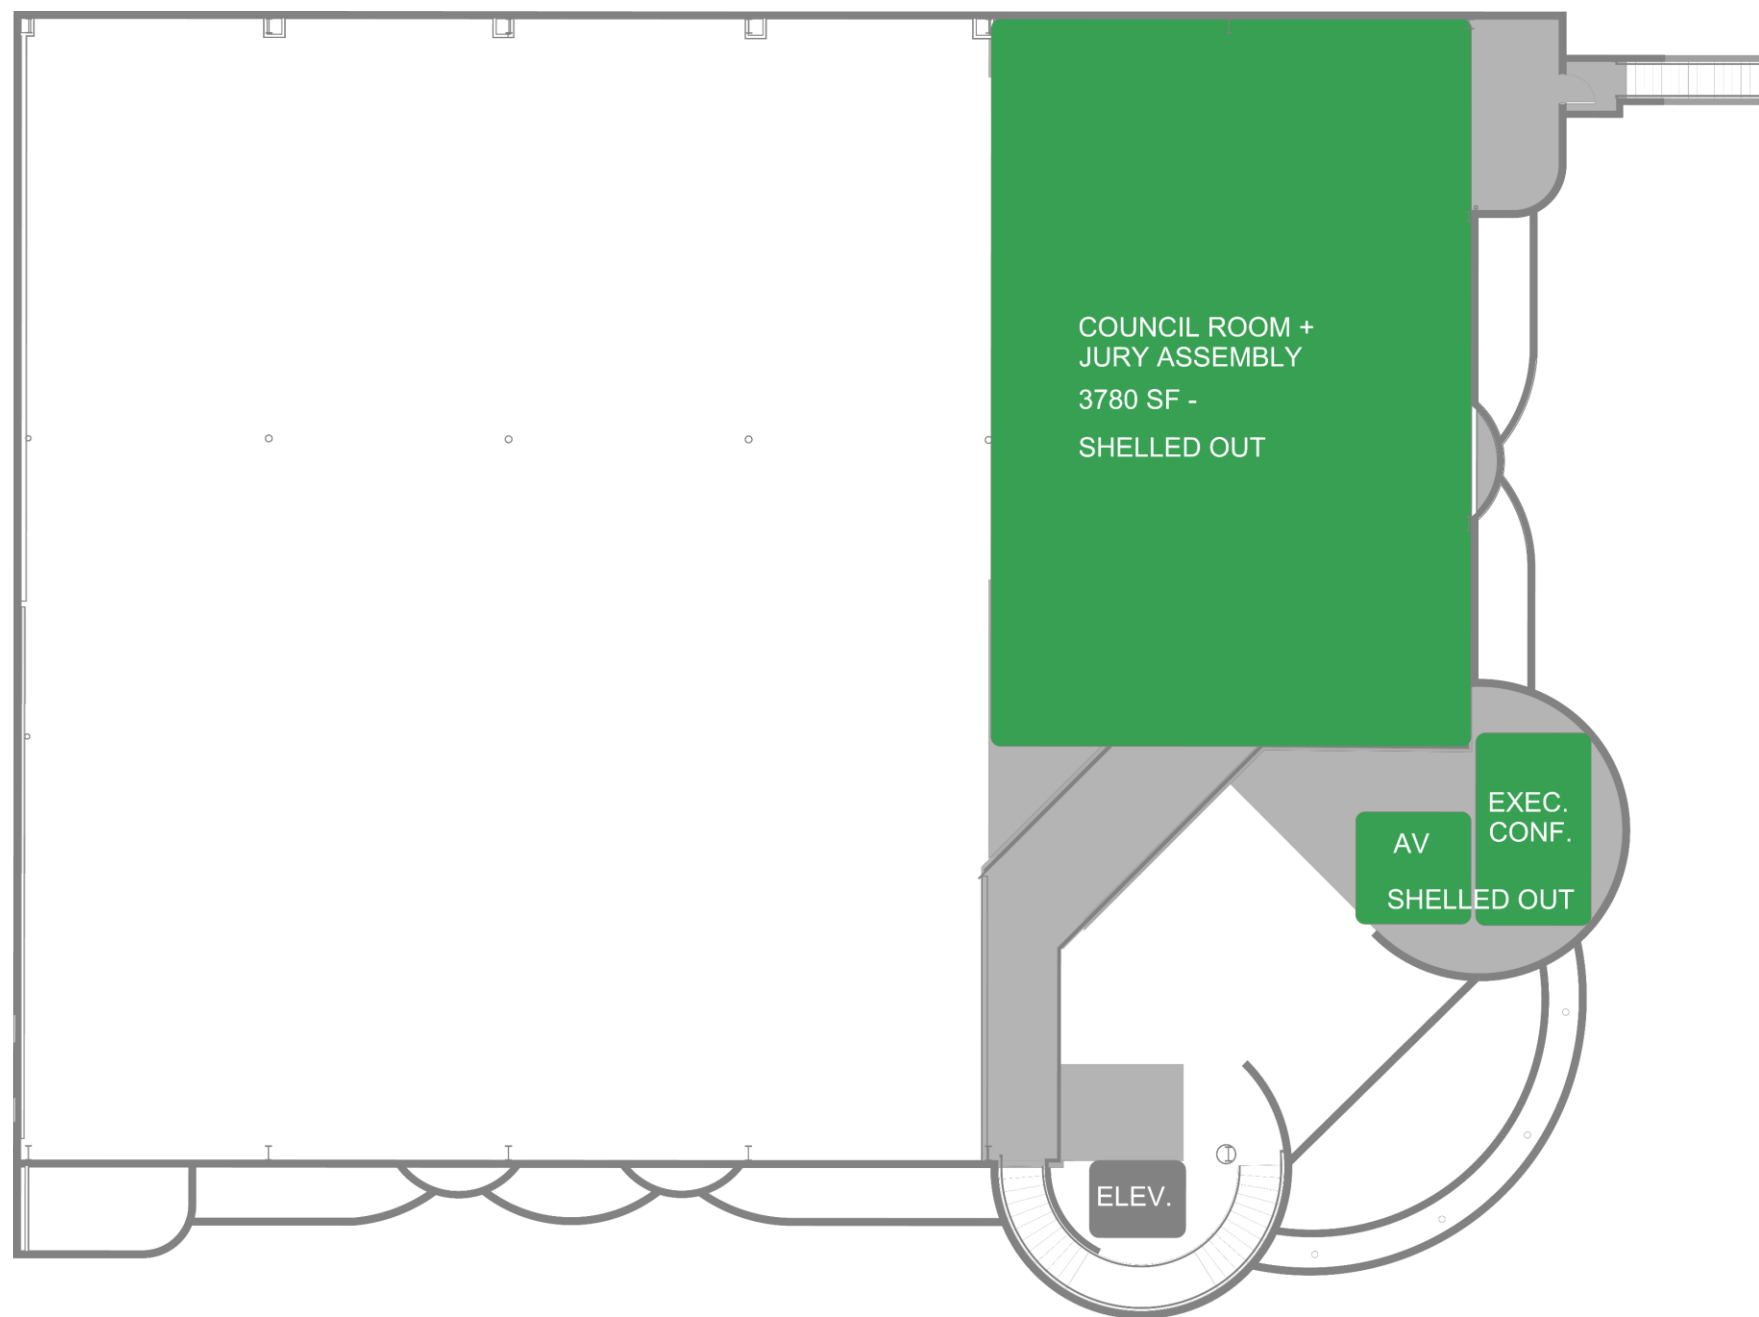 COUNCIL ROOM +
JURY ASSEMBLY
3780 SF -
SHELLED OUT
EXEC.
CONF.
AV
SHELLED OUT
ELEV.